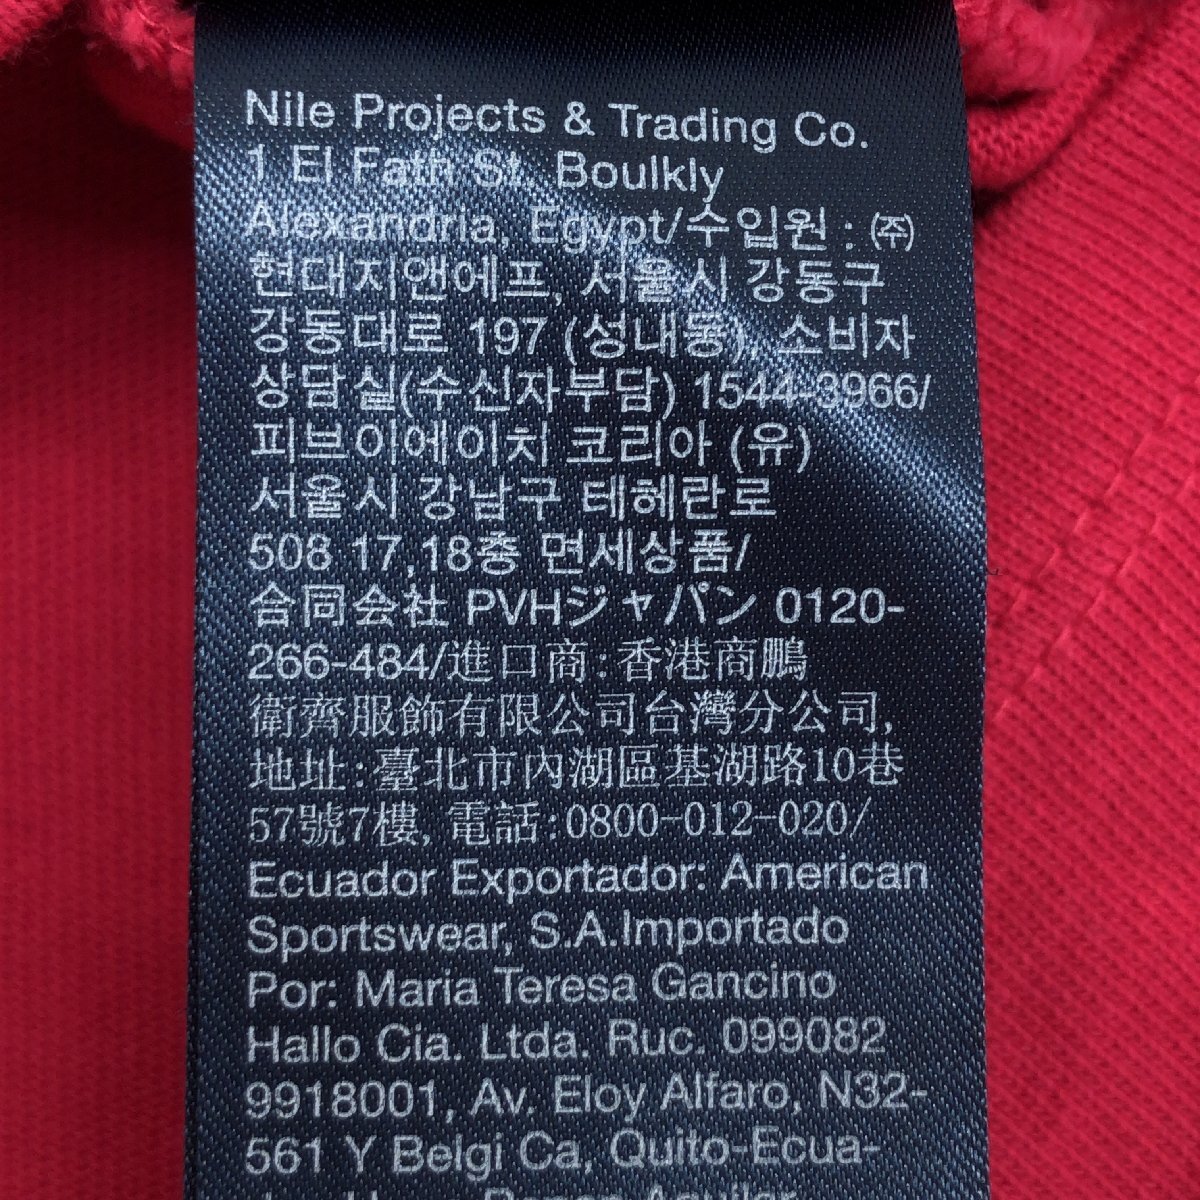 Nile Projects & Trading Co.
1 El Fath St. Boulkly
Alexandria, Egypt/수입원 : ㈜
현대지앤에프, 서울시 강동구
강동대로 197 (성내동), 소비자
상담실(수신자부담) 1544-3966/
피브이에이치 코리아 (유)
서울시 강남구 테헤란로
508 17,18층 면세상품/
合同会社 PVHジャパン 0120-
266-484/進口商:香港商鵬
衛齊服飾有限公司台灣分公司,
地址:臺北市內湖區基湖路10巷
57號7樓, 電話:0800-012-020/
Ecuador Exportador: American
Sportswear, S.A.Importado
Por: Maria Teresa Gancino
Hallo Cia. Ltda. Ruc. 099082
9918001, Av. Eloy Alfaro, N32-
561 Y Belgi Ca, Quito-Ecua-
Aguilar